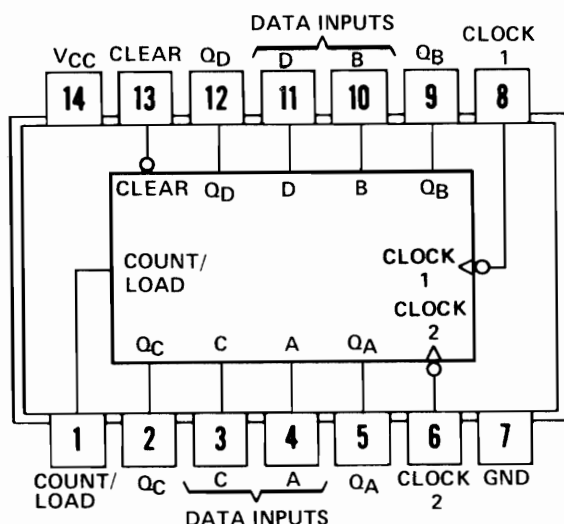 DATA INPUTS
VCC CLEAR QD D B QB CLOCK 1
14 13 12 11 10 9 8
CLEAR QD D B QB
COUNT/
LOAD
CLOCK
1
CLOCK
2
QC C A QA
1 2 3 4 5 6 7
COUNT/
LOAD
QC C A QA CLOCK 2 GND
DATA INPUTS